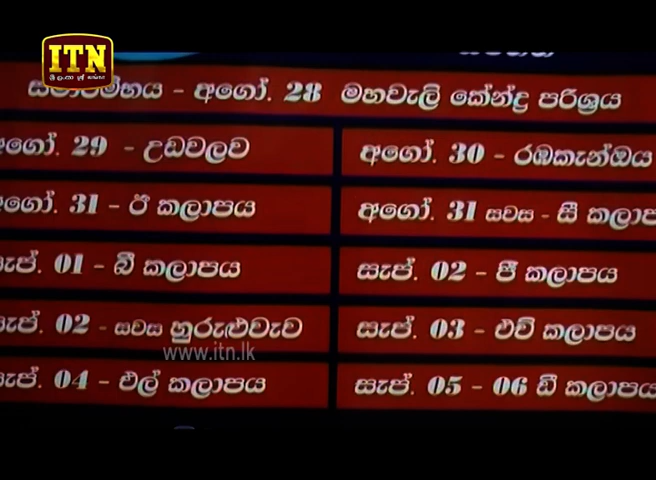 ITN
සමාරම්භය - අගෝ. 28 මහවැලි කේන්ද්‍ර පරිශ්‍රය
අගෝ. 29 - උඩවලව
අගෝ. 30 - රඹකැන්ඔය
අගෝ. 31 - ඊ කලාපය
අගෝ. 31 සවස - සී කලාප
සැප්. 01 - බී කලාපය
සැප්. 02 - ජී කලාපය
සැප්. 02 - සවස හුරුළුවැව
සැප්. 03 - එච් කලාපය
www.itn.lk
සැප්. 04 - එල් කලාපය
සැප්. 05 - 06 ඩී කලාපය